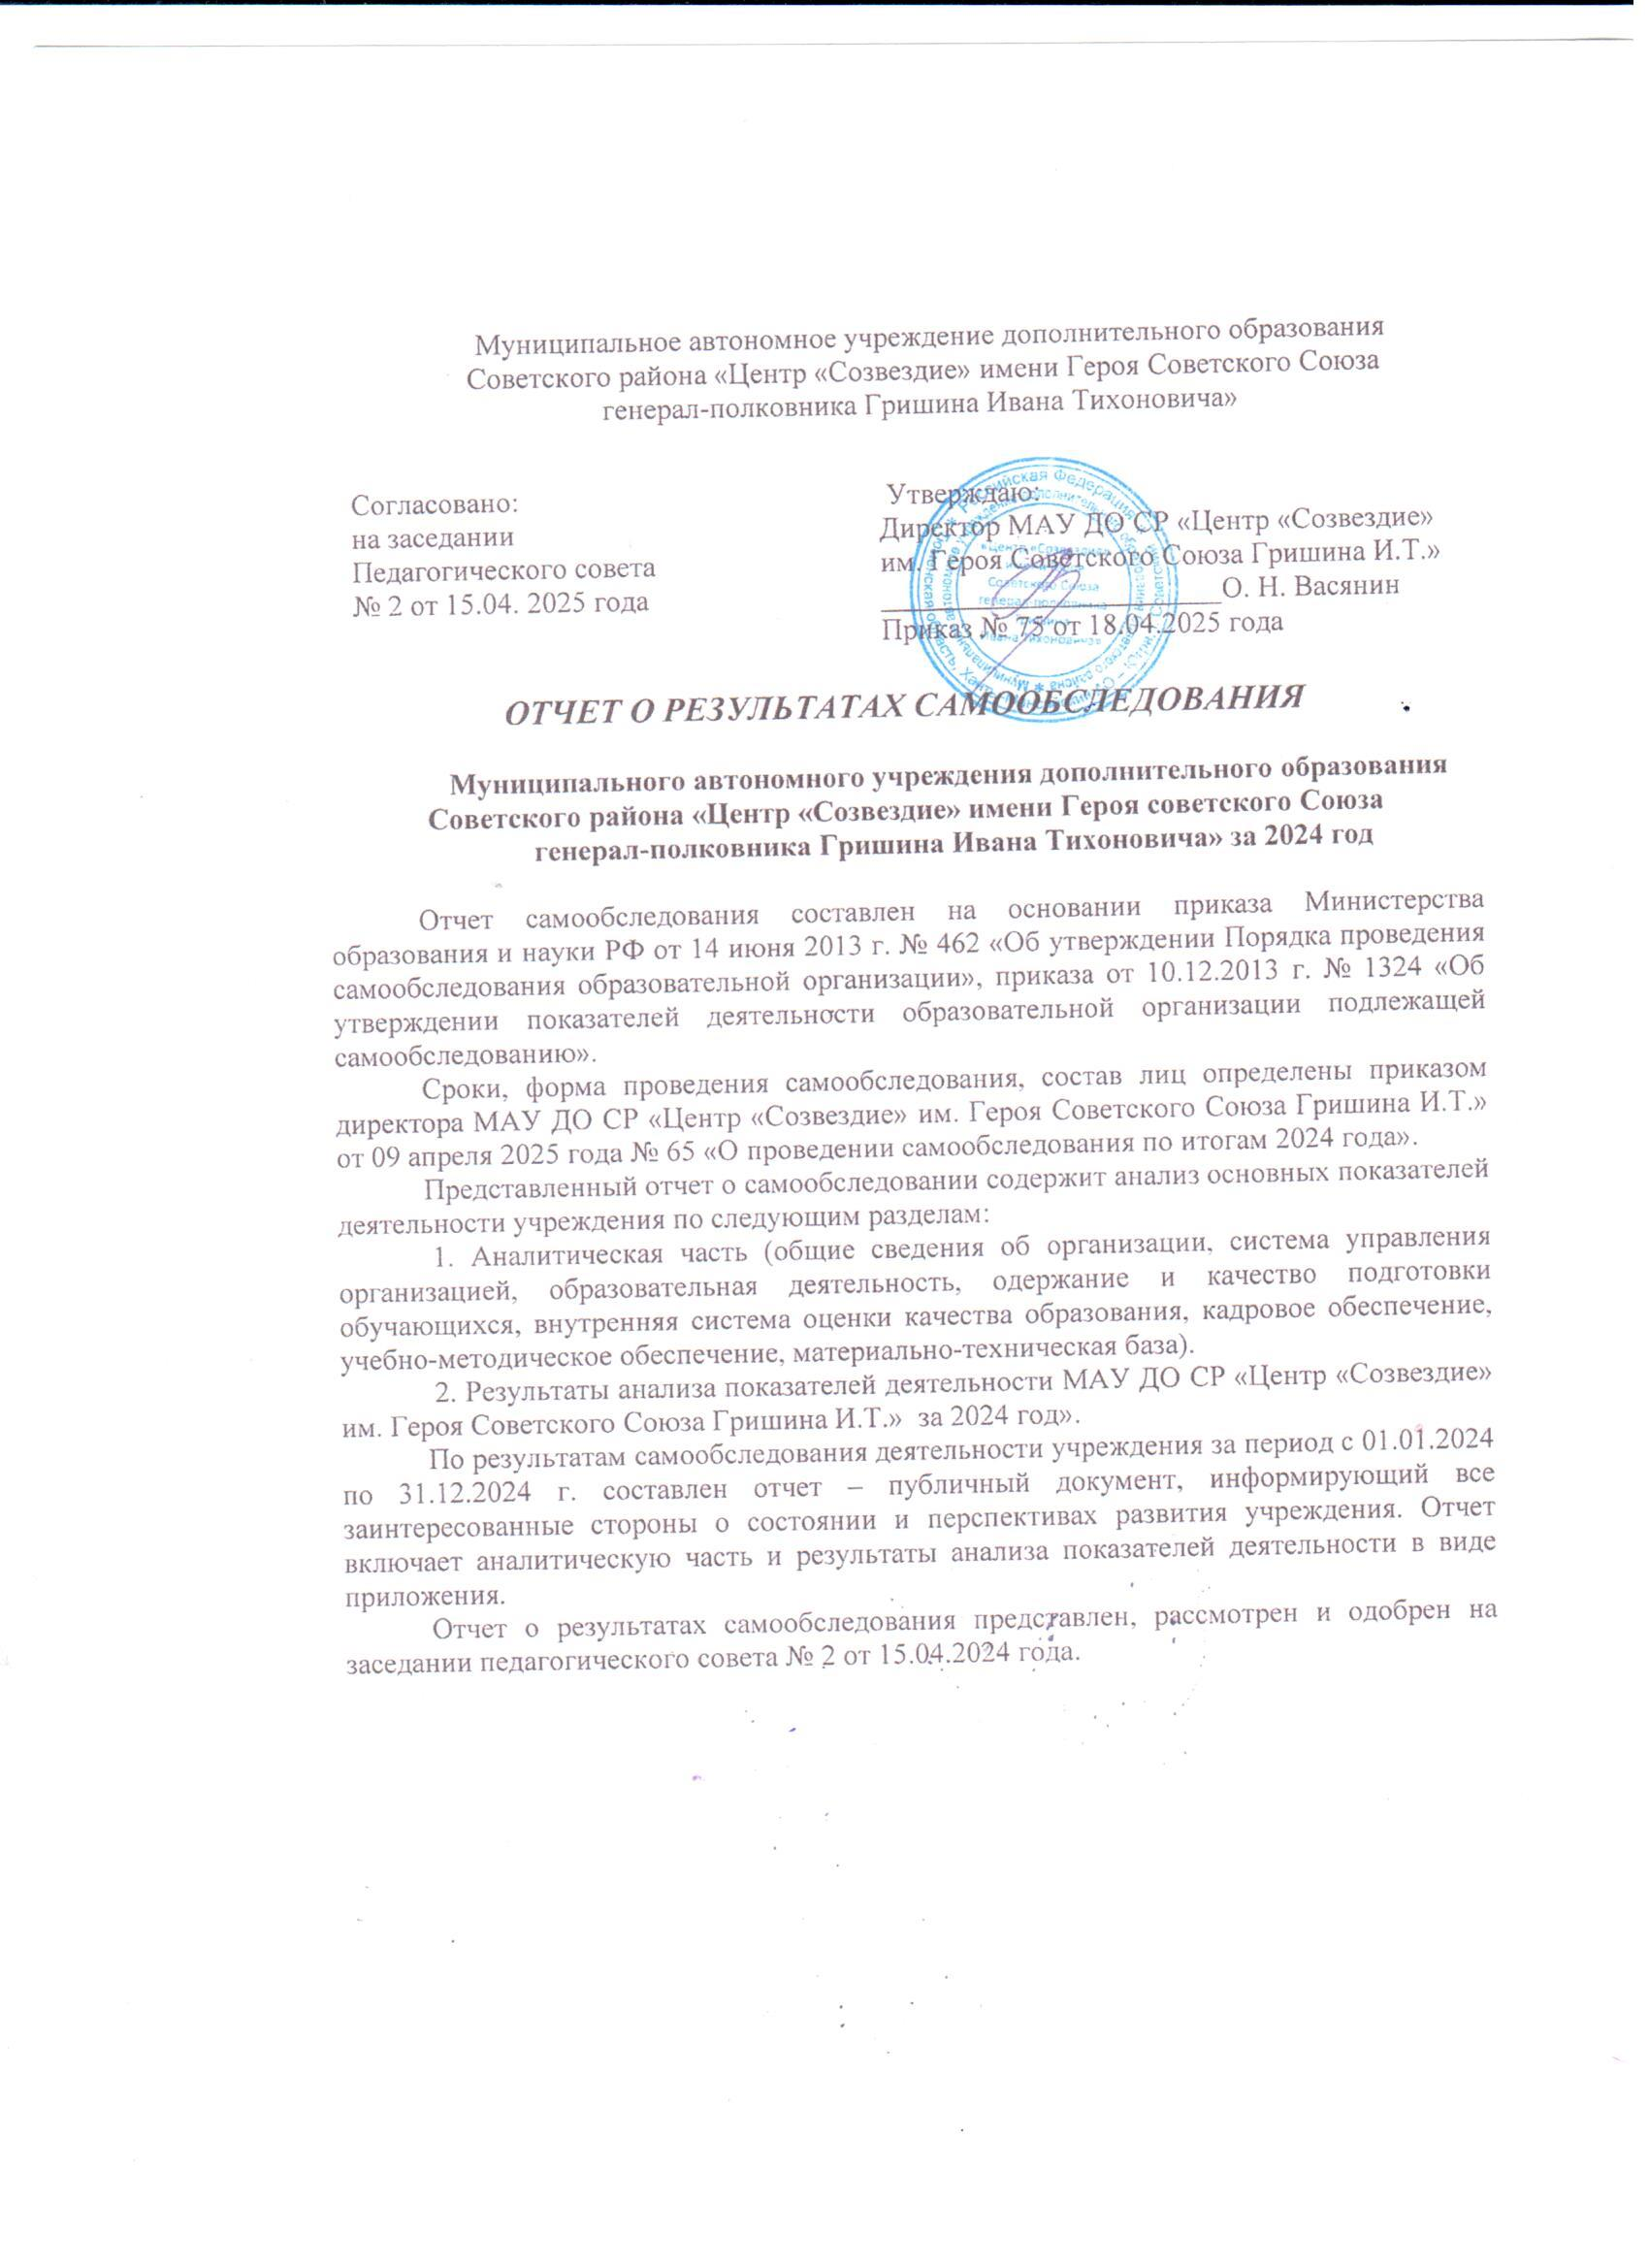 Муниципальное автономное учреждение дополнительного образования
Советского района «Центр «Созвездие» имени Героя Советского Союза
генерал-полковника Гришина Ивана Тихоновича»
Согласовано:
на заседании
Педагогического совета
№ 2 от 15.04. 2025 года
Утверждаю:
Директор МАУ ДО СР «Центр «Созвездие»
им. Героя Советского Союза Гришина И.Т.»
О. Н. Васянин
Приказ № 75 от 18.04.2025 года
ОТЧЕТ О РЕЗУЛЬТАТАХ САМООБСЛЕДОВАНИЯ
Муниципального автономного учреждения дополнительного образования
Советского района «Центр «Созвездие» имени Героя советского Союза
генерал-полковника Гришина Ивана Тихоновича» за 2024 год
Отчет самообследования составлен на основании приказа Министерства
образования и науки РФ от 14 июня 2013 г. № 462 «Об утверждении Порядка проведения
самообследования образовательной организации», приказа от 10.12.2013 г. № 1324 «Об
утверждении показателей деятельности образовательной организации подлежащей
самообследованию».
Сроки, форма проведения самообследования, состав лиц определены приказом
директора МАУ ДО СР «Центр «Созвездие» им. Героя Советского Союза Гришина И.Т.»
от 09 апреля 2025 года № 65 «О проведении самообследования по итогам 2024 года».
Представленный отчет о самообследовании содержит анализ основных показателей
деятельности учреждения по следующим разделам:
1. Аналитическая часть (общие сведения об организации, система управления
организацией, образовательная деятельность, одержание и качество подготовки
обучающихся, внутренняя система оценки качества образования, кадровое обеспечение,
учебно-методическое обеспечение, материально-техническая база).
2. Результаты анализа показателей деятельности МАУ ДО СР «Центр «Созвездие»
им. Героя Советского Союза Гришина И.Т.» за 2024 год».
По результатам самообследования деятельности учреждения за период с 01.01.2024
по 31.12.2024 г. составлен отчет – публичный документ, информирующий все
заинтересованные стороны о состоянии и перспективах развития учреждения. Отчет
включает аналитическую часть и результаты анализа показателей деятельности в виде
приложения.
Отчет о результатах самообследования представлен, рассмотрен и одобрен на
заседании педагогического совета № 2 от 15.04.2024 года.